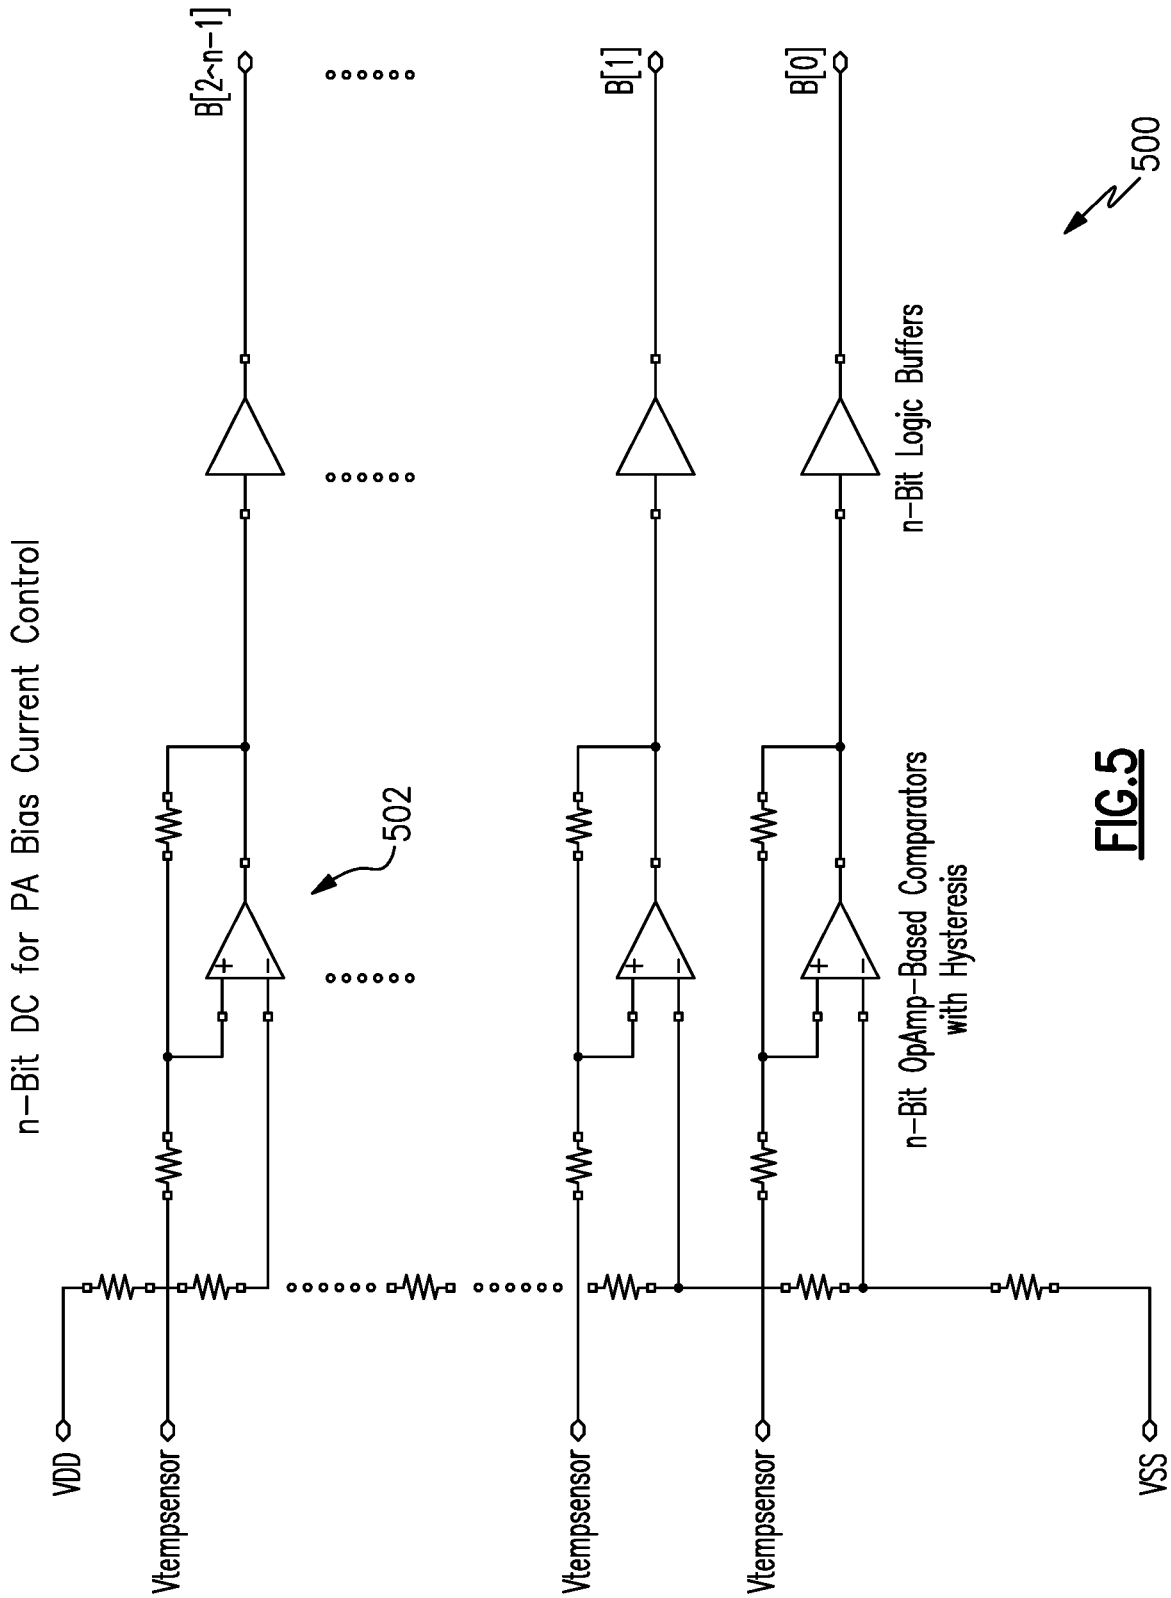 n-Bit DC for PA Bias Current Control
VDD
Vtempsensor
+
−
502
B[2^n-1]
Vtempsensor
+
−
B[1]
Vtempsensor
+
−
B[0]
n-Bit OpAmp-Based Comparators
with Hysteresis
n-Bit Logic Buffers
VSS
500
FIG.5